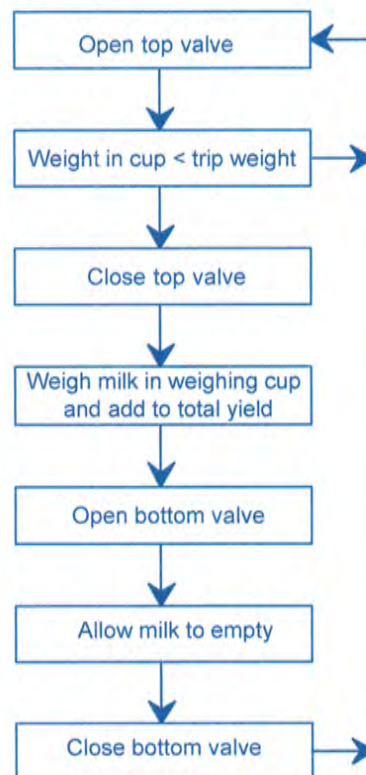 Open top valve
Weight in cup < trip weight
Close top valve
Weigh milk in weighing cup
and add to total yield
Open bottom valve
Allow milk to empty
Close bottom valve